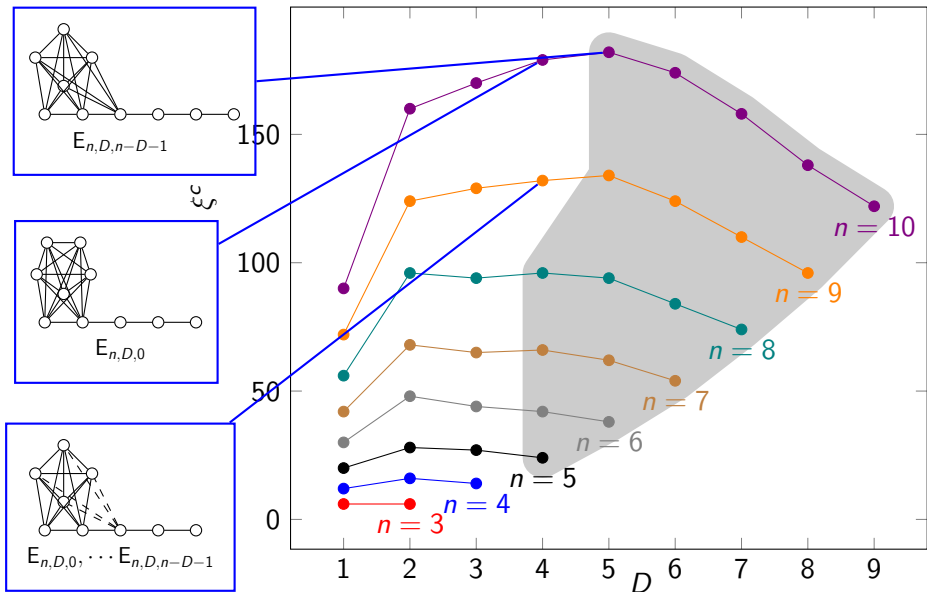 E_{n,D,n−D−1}
E_{n,D,0}
E_{n,D,0}, ⋯ E_{n,D,n−D−1}
ξ^c
150
100
50
0
n = 10
n = 9
n = 8
n = 7
n = 6
n = 5
n = 4
n = 3
1 2 3 4 5 6 7 8 9
D